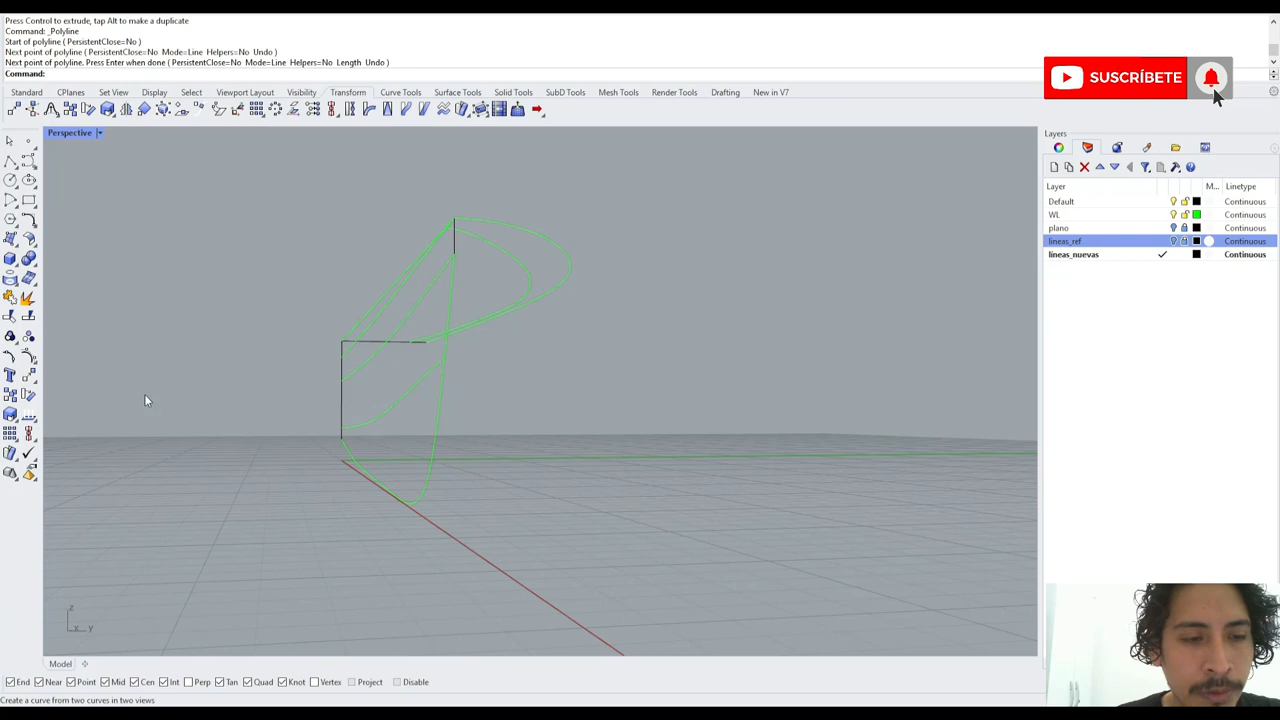 Press Control to extrude, tap Alt to make a duplicate
Command: _Polyline
Start of polyline ( PersistentClose=No )
Next point of polyline ( PersistentClose=No Mode=Line Helpers=No Undo )
Next point of polyline. Press Enter when done ( PersistentClose=No Mode=Line Helpers=No Length Undo )
Command:
SUSCRÍBETE
Standard CPlanes Set View Display Select Viewport Layout Visibility Transform Curve Tools Surface Tools Solid Tools SubD Tools Mesh Tools Render Tools Drafting New in V7
Perspective
Layers
Layer M... Linetype
Default Continuous
WL Continuous
plano Continuous
lineas_ref Continuous
lineas_nuevas Continuous
z
x y
Model
End Near Point Mid Cen Int Perp Tan Quad Knot Vertex Project Disable
Create a curve from two curves in two views